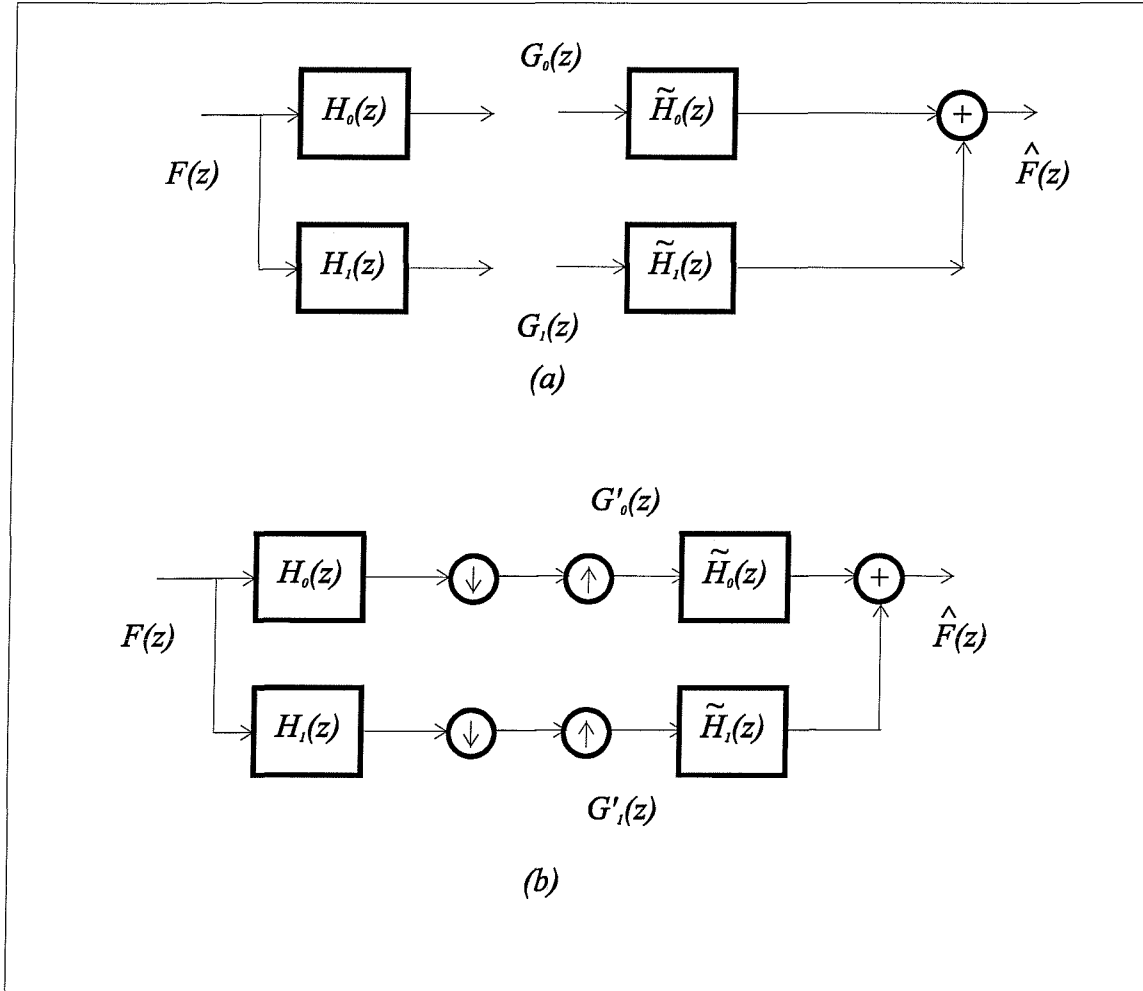 G₀(z)
H₀(z)
H̃₀(z)
+
F(z)
F̂(z)
H₁(z)
H̃₁(z)
G₁(z)
(a)
G'₀(z)
H₀(z)
↓
↑
H̃₀(z)
+
F(z)
F̂(z)
H₁(z)
↓
↑
H̃₁(z)
G'₁(z)
(b)